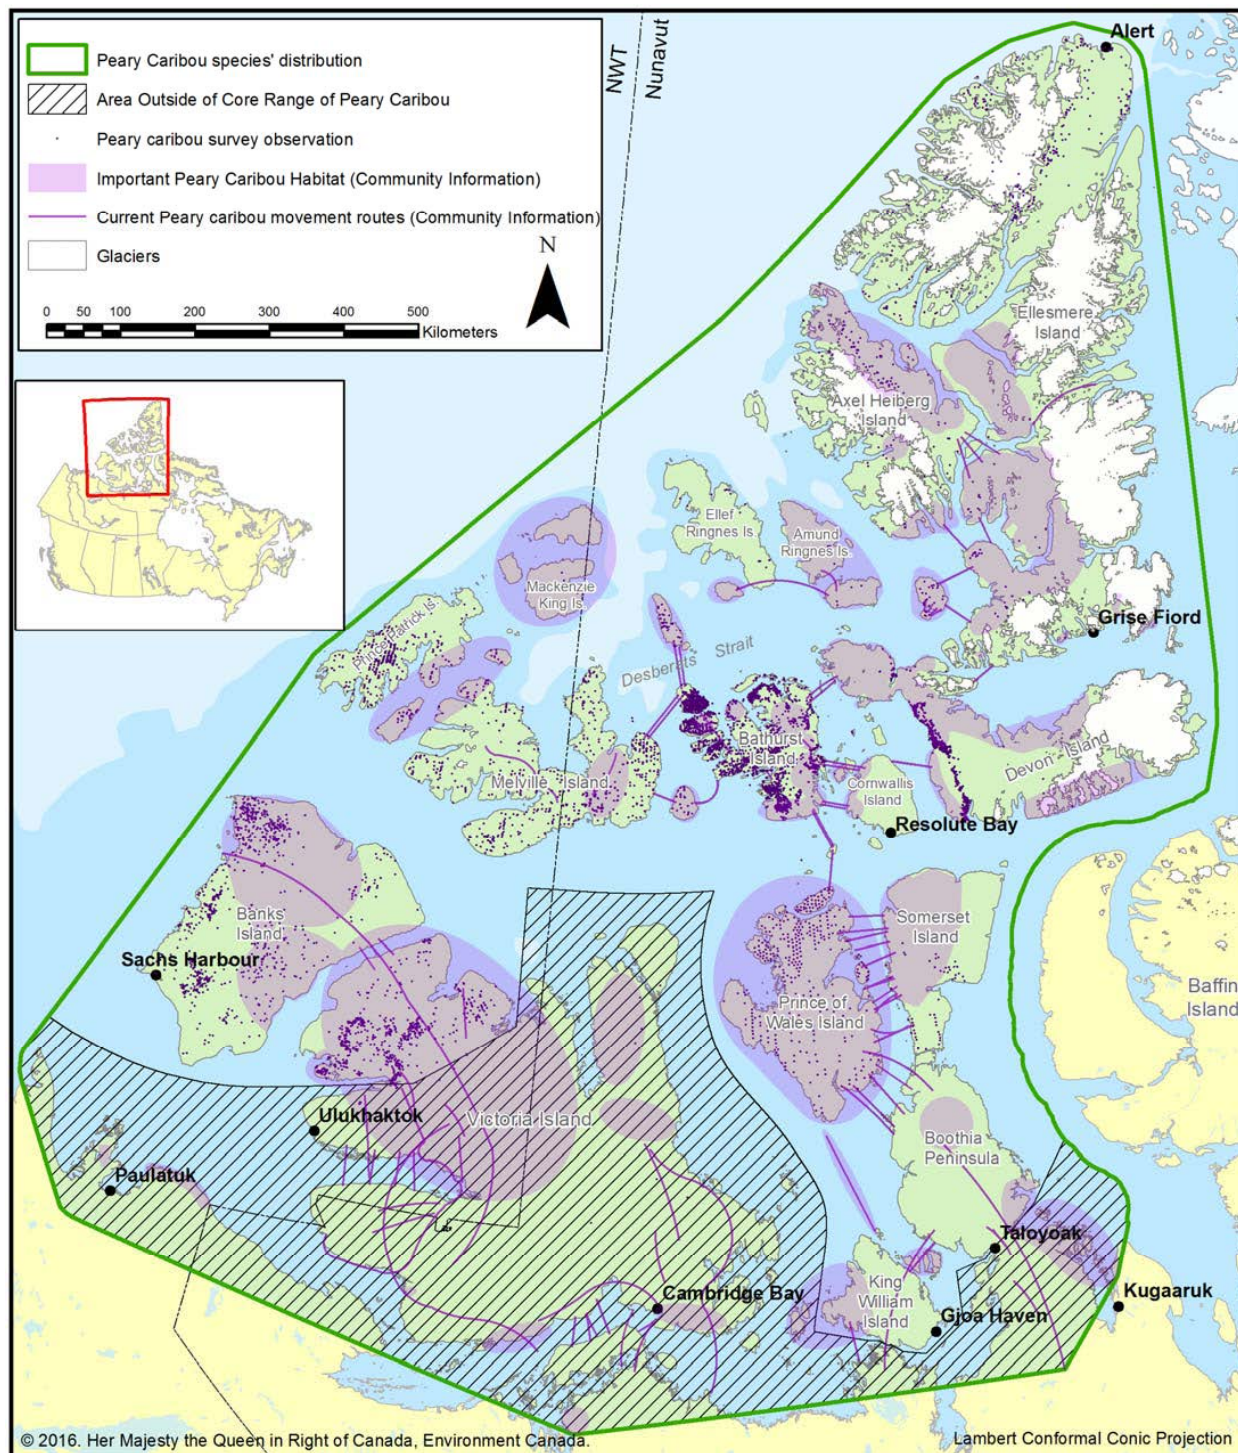 Peary Caribou species' distribution
Area Outside of Core Range of Peary Caribou
Peary caribou survey observation
Important Peary Caribou Habitat (Community Information)
Current Peary caribou movement routes (Community Information)
Glaciers
N
0 50 100 200 300 400 500
Kilometers
NWT
Nunavut
Alert
Ellesmere
Island
Axel Heiberg
Island
Ellef
Ringnes Is.
Amund
Ringnes Is.
Mackenzie
King Is.
Prince Patrick Is.
Grise Fiord
Desberats Strait
Bathurst
Island
Melville Island
Devon Island
Cornwallis
Island
Resolute Bay
Banks
Island
Somerset
Island
Sachs Harbour
Prince of
Wales Island
Baffin
Island
Ulukhaktok
Victoria Island
Boothia
Peninsula
Paulatuk
Taloyoak
Cambridge Bay
King
William
Island
Kugaaruk
Gjoa Haven
© 2016. Her Majesty the Queen in Right of Canada, Environment Canada.
Lambert Conformal Conic Projection